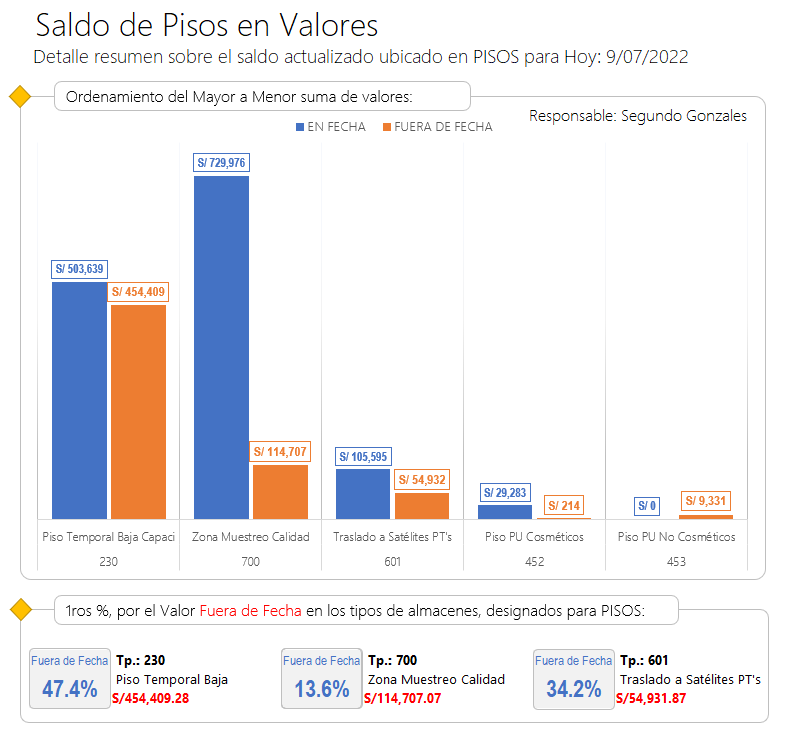 Saldo de Pisos en Valores
Detalle resumen sobre el saldo actualizado ubicado en PISOS para Hoy: 9/07/2022
Ordenamiento del Mayor a Menor suma de valores:
Responsable: Segundo Gonzales
EN FECHA FUERA DE FECHA
S/ 729,976
S/ 503,639
S/ 454,409
S/ 114,707
S/ 105,595
S/ 54,932
S/ 29,283
S/ 214
S/ 0
S/ 9,331
Piso Temporal Baja Capaci Zona Muestreo Calidad Traslado a Satélites PT's Piso PU Cosméticos Piso PU No Cosméticos
230 700 601 452 453
1ros %, por el Valor Fuera de Fecha en los tipos de almacenes, designados para PISOS:
Fuera de Fecha
47.4%
Tp.: 230
Piso Temporal Baja
S/454,409.28
Fuera de Fecha
13.6%
Tp.: 700
Zona Muestreo Calidad
S/114,707.07
Fuera de Fecha
34.2%
Tp.: 601
Traslado a Satélites PT's
S/54,931.87